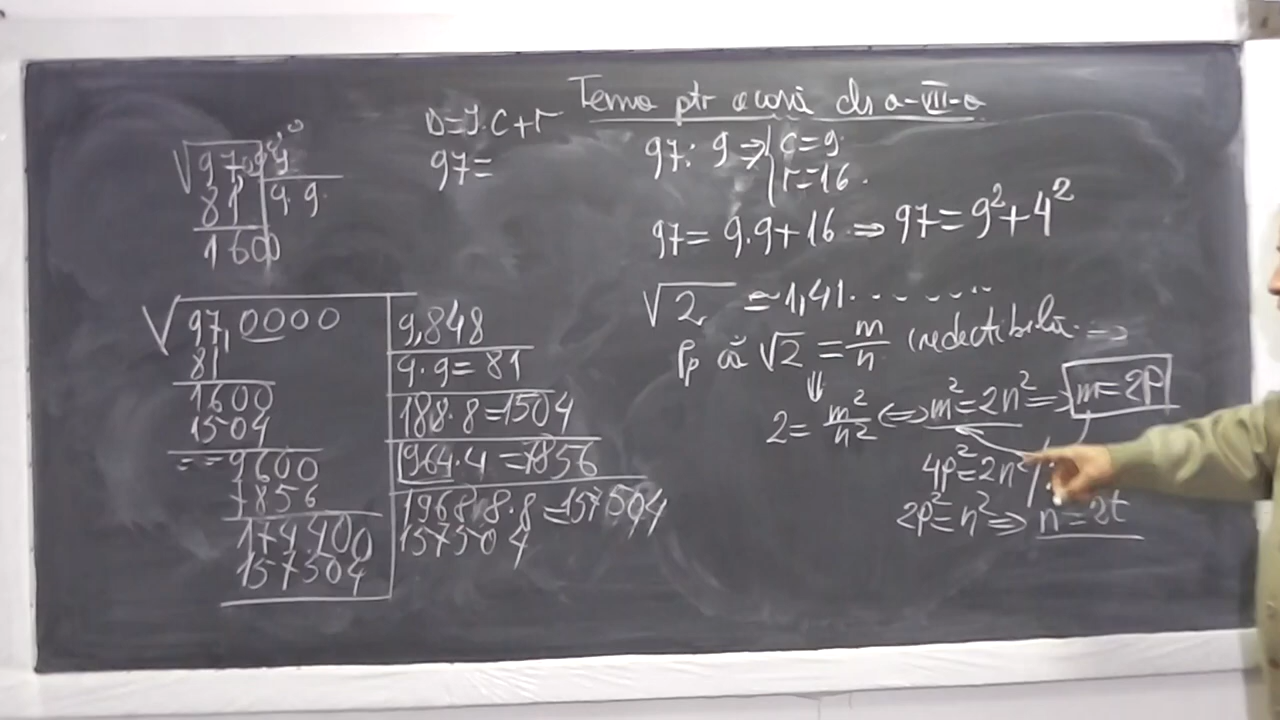 Tema ptr acasă cls a-VII-a
√97
81
1600
9.9.
D=Î.C+r
97=
97: 9 ⇒ c=9
r=16.
97= 9.9+16 ⇒ 97=9²+4²
√97,0000
81
1600
1504
9600
7856
174400
157504
9,848
9.9=81
188.8=1504
1964.4=7856
19688.8=157504
157504
√2 ≈1,41.......
Pp că √2 = m/n iredectibilă ⇒
⇓
2= m²/n² ⇔ m²=2n² ⇒ m=2p
4p²=2n²
2p²=n² ⇒ n=2t